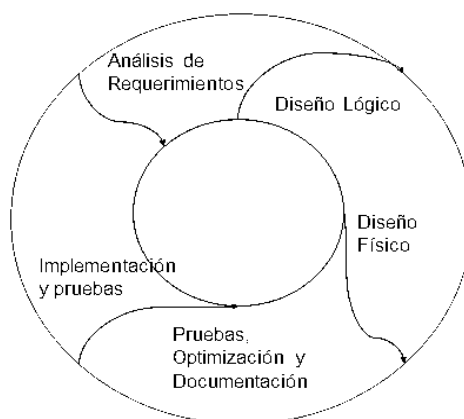 Análisis de
Requerimientos
Diseño Lógico
Diseño
Físico
Pruebas,
Optimización y
Documentación
Implementación
y pruebas